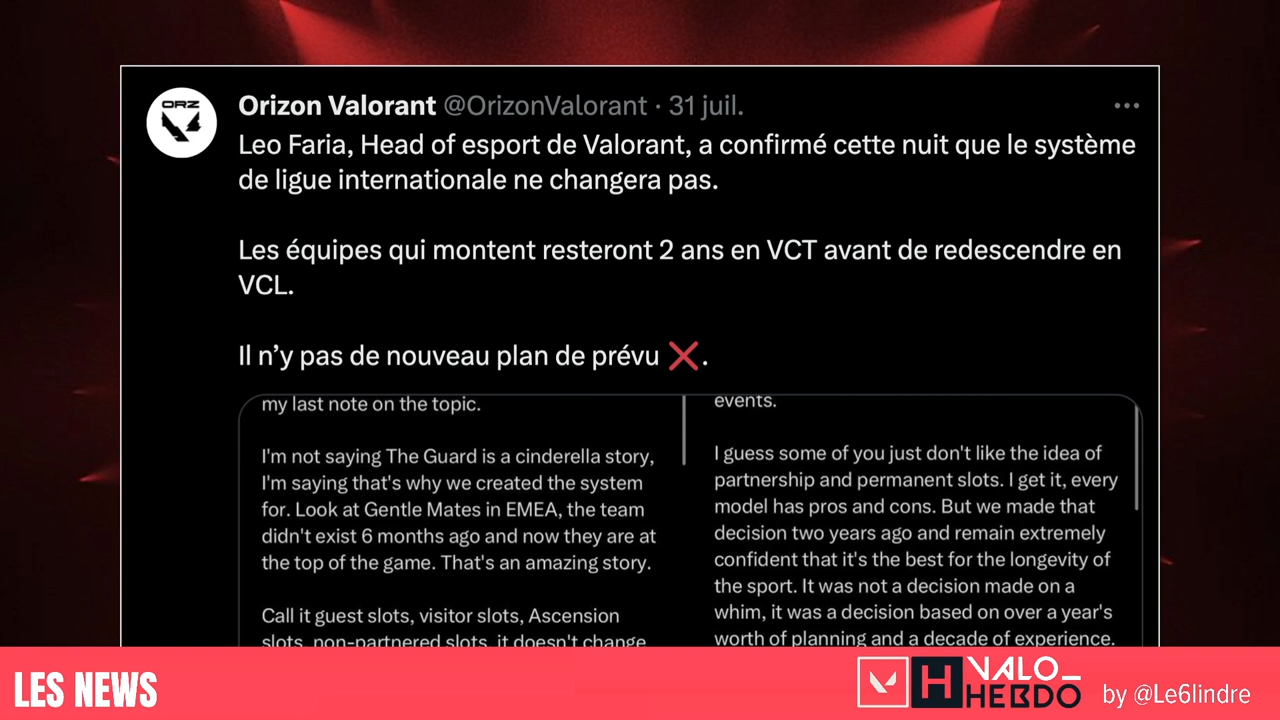 ORZ
Orizon Valorant @OrizonValorant · 31 juil.
Leo Faria, Head of esport de Valorant, a confirmé cette nuit que le système
de ligue internationale ne changera pas.
Les équipes qui montent resteront 2 ans en VCT avant de redescendre en
VCL.
Il n’y pas de nouveau plan de prévu ❌.
my last note on the topic.
I'm not saying The Guard is a cinderella story,
I'm saying that's why we created the system
for. Look at Gentle Mates in EMEA, the team
didn't exist 6 months ago and now they are at
the top of the game. That's an amazing story.
Call it guest slots, visitor slots, Ascension
slots, non-partnered slots, it doesn't change
events.
I guess some of you just don't like the idea of
partnership and permanent slots. I get it, every
model has pros and cons. But we made that
decision two years ago and remain extremely
confident that it's the best for the longevity of
the sport. It was not a decision made on a
whim, it was a decision based on over a year's
worth of planning and a decade of experience.
LES NEWS
H
VALO_
HEBDO
by @Le6lindre